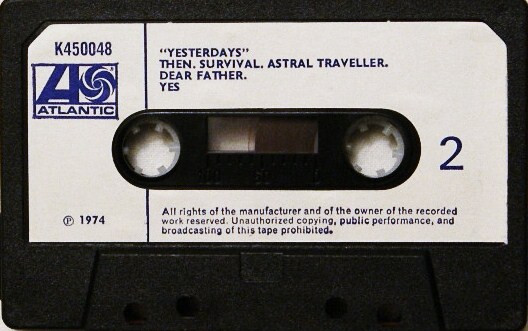 K450048
"YESTERDAYS"
THEN. SURVIVAL. ASTRAL TRAVELLER.
DEAR FATHER.
YES
ATLANTIC
2
℗ 1974
All rights of the manufacturer and of the owner of the recorded
work reserved. Unauthorized copying, public performance, and
broadcasting of this tape prohibited.